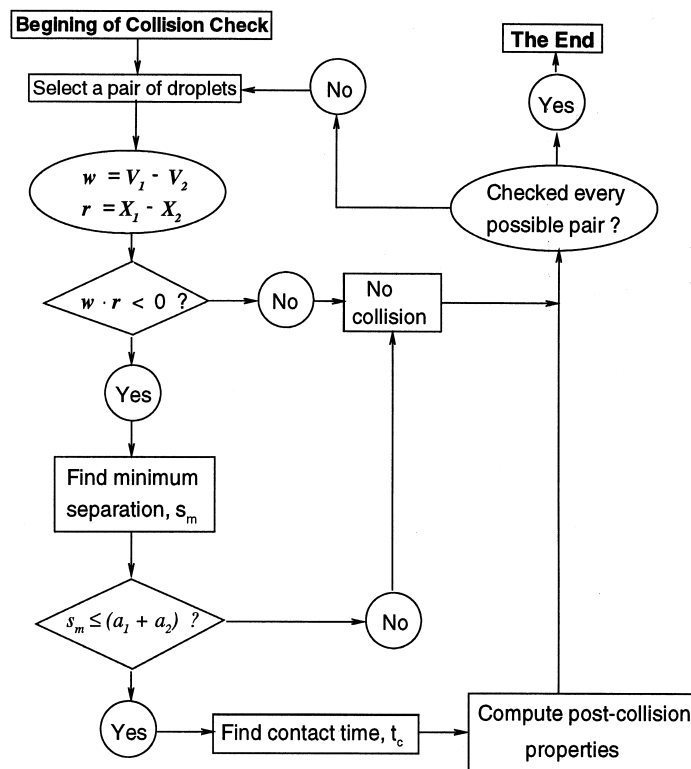 Begining of Collision Check
Select a pair of droplets
No
The End
Yes
w = V₁ - V₂
r = X₁ - X₂
Checked every
possible pair ?
w · r < 0 ?
No
No
collision
Yes
Find minimum
separation, sₘ
sₘ ≤ (a₁ + a₂) ?
No
Yes
Find contact time, t_c
Compute post-collision
properties